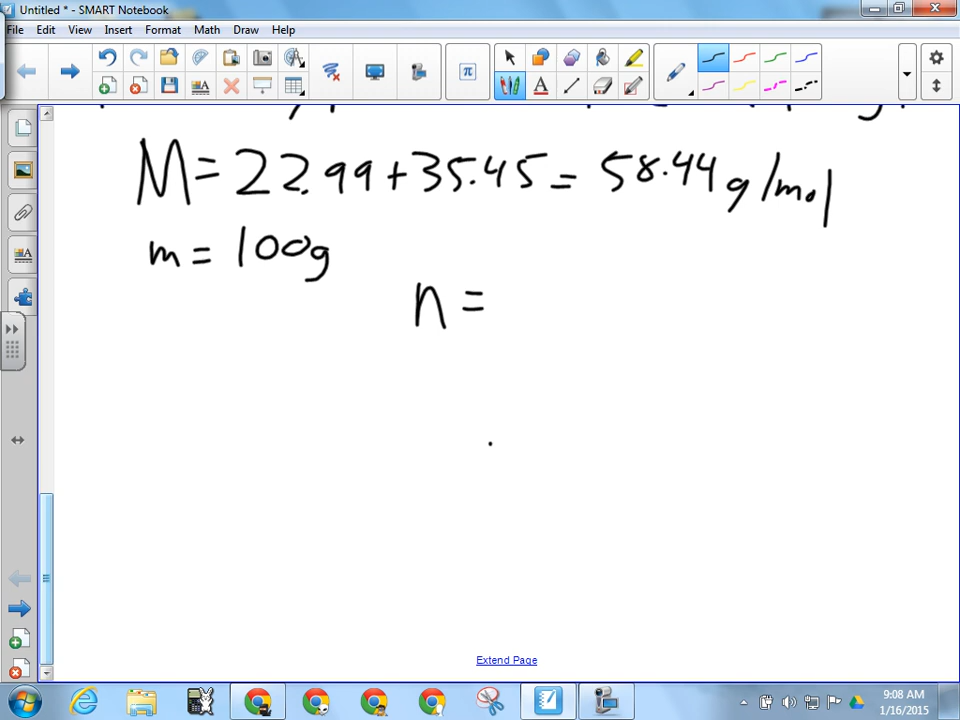 Untitled * - SMART Notebook
File Edit View Insert Format Math Draw Help
M = 22.99 + 35.45 = 58.44 g/mol
m = 100g
n =
Extend Page
9:08 AM
1/16/2015